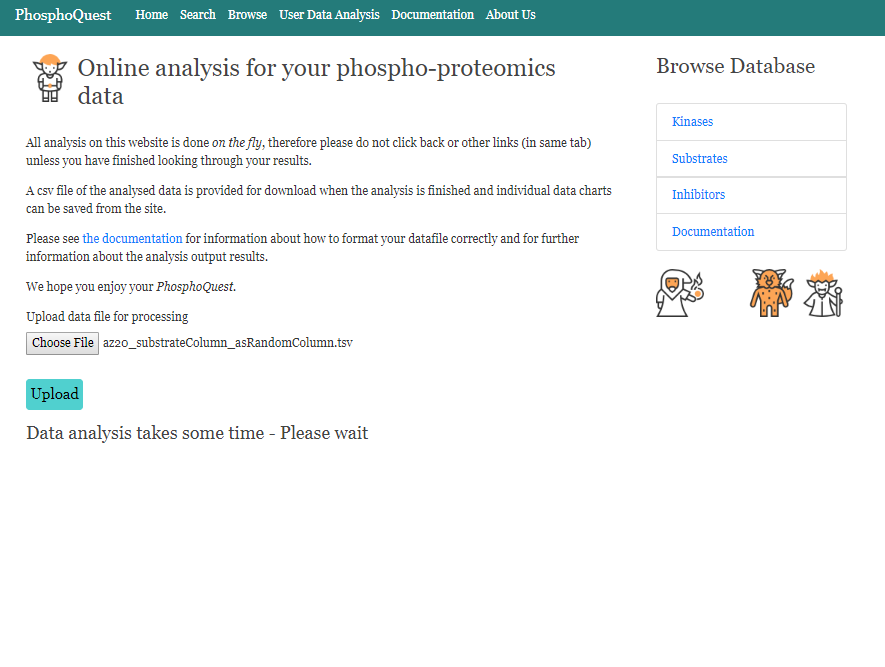 PhosphoQuest Home Search Browse User Data Analysis Documentation About Us
Online analysis for your phospho-proteomics
data
All analysis on this website is done on the fly, therefore please do not click back or other links (in same tab)
unless you have finished looking through your results.
A csv file of the analysed data is provided for download when the analysis is finished and individual data charts
can be saved from the site.
Please see the documentation for information about how to format your datafile correctly and for further
information about the analysis output results.
We hope you enjoy your PhosphoQuest.
Upload data file for processing
Choose File az20_substrateColumn_asRandomColumn.tsv
Upload
Data analysis takes some time - Please wait
Browse Database
Kinases
Substrates
Inhibitors
Documentation